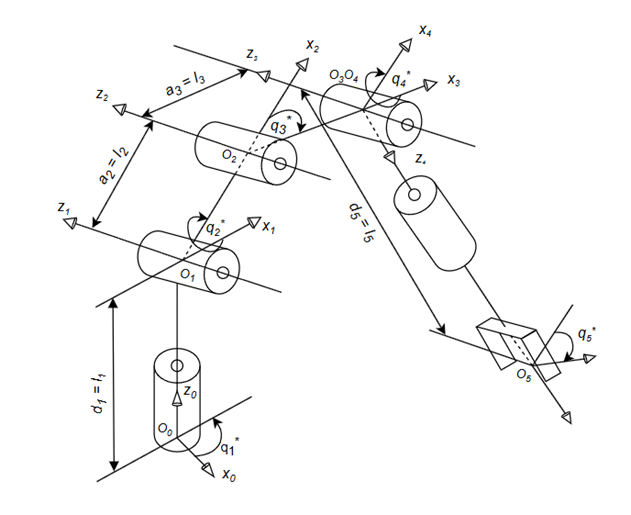 x₄
x₂
z₃
O₃O₄
q₄*
x₃
a₃ = l₃
z₂
q₃*
O₂
z₄
a₂ = l₂
z₁
q₂*
x₁
d₅ = l₅
O₁
d₁ = l₁
z₀
q₅*
O₅
O₀
q₁*
x₀